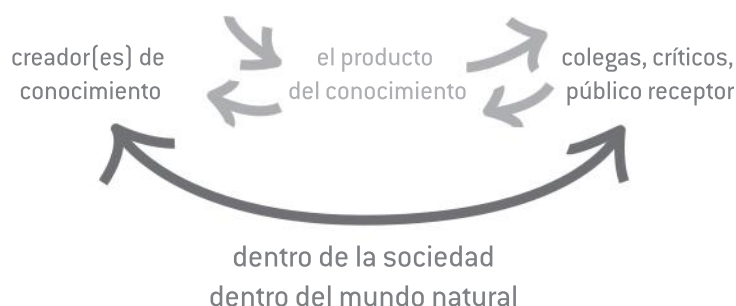 creador(es) de
conocimiento
el producto
del conocimiento
colegas, críticos,
público receptor
dentro de la sociedad
dentro del mundo natural